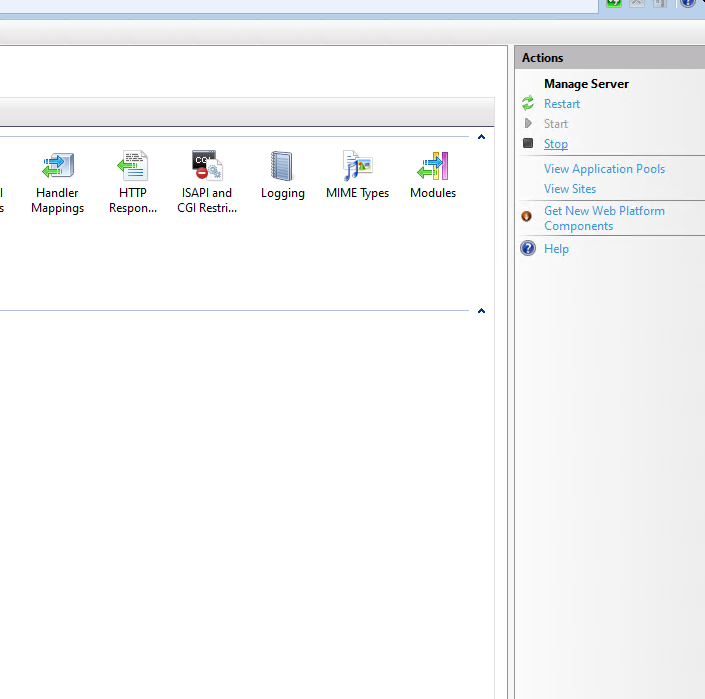 Actions
Manage Server
Restart
Start
Stop
View Application Pools
View Sites
Get New Web Platform
Components
Help
Handler
Mappings
HTTP
Respon...
ISAPI and
CGI Restri...
Logging
MIME Types
Modules